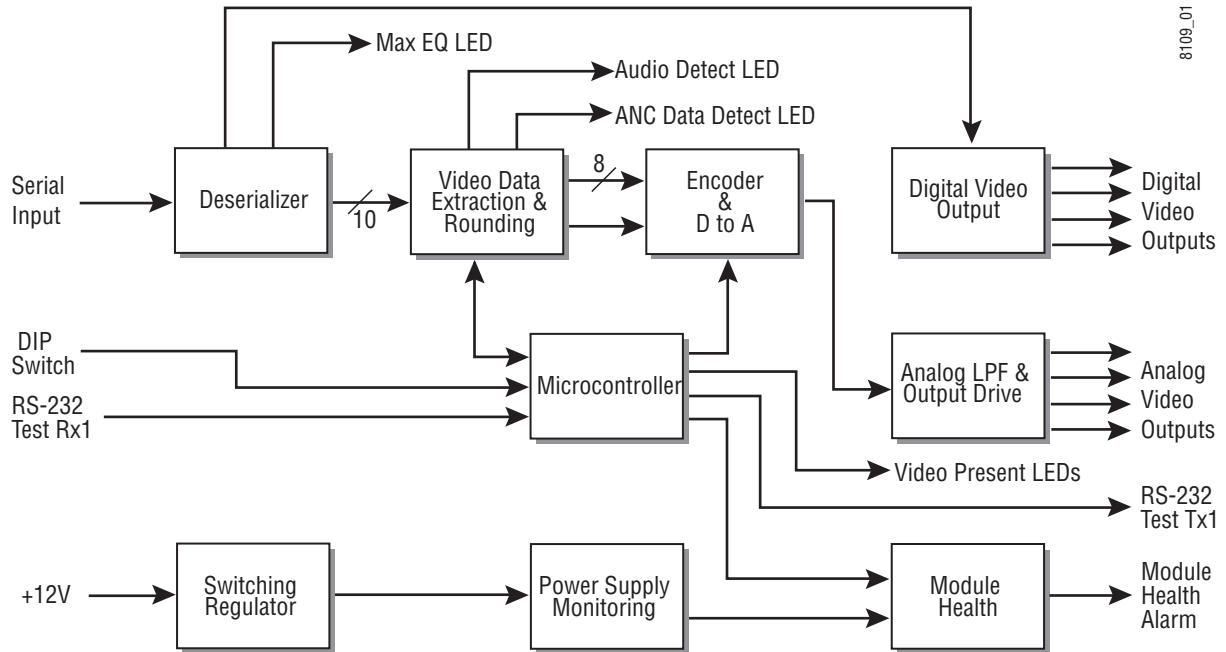 8109_01
Max EQ LED
Audio Detect LED
ANC Data Detect LED
Serial
Input
Deserializer
10
Video Data
Extraction &
Rounding
8
Encoder
&
D to A
Digital Video
Output
Digital
Video
Outputs
DIP
Switch
RS-232
Test Rx1
Microcontroller
Analog LPF &
Output Drive
Analog
Video
Outputs
Video Present LEDs
RS-232
Test Tx1
+12V
Switching
Regulator
Power Supply
Monitoring
Module
Health
Module
Health
Alarm